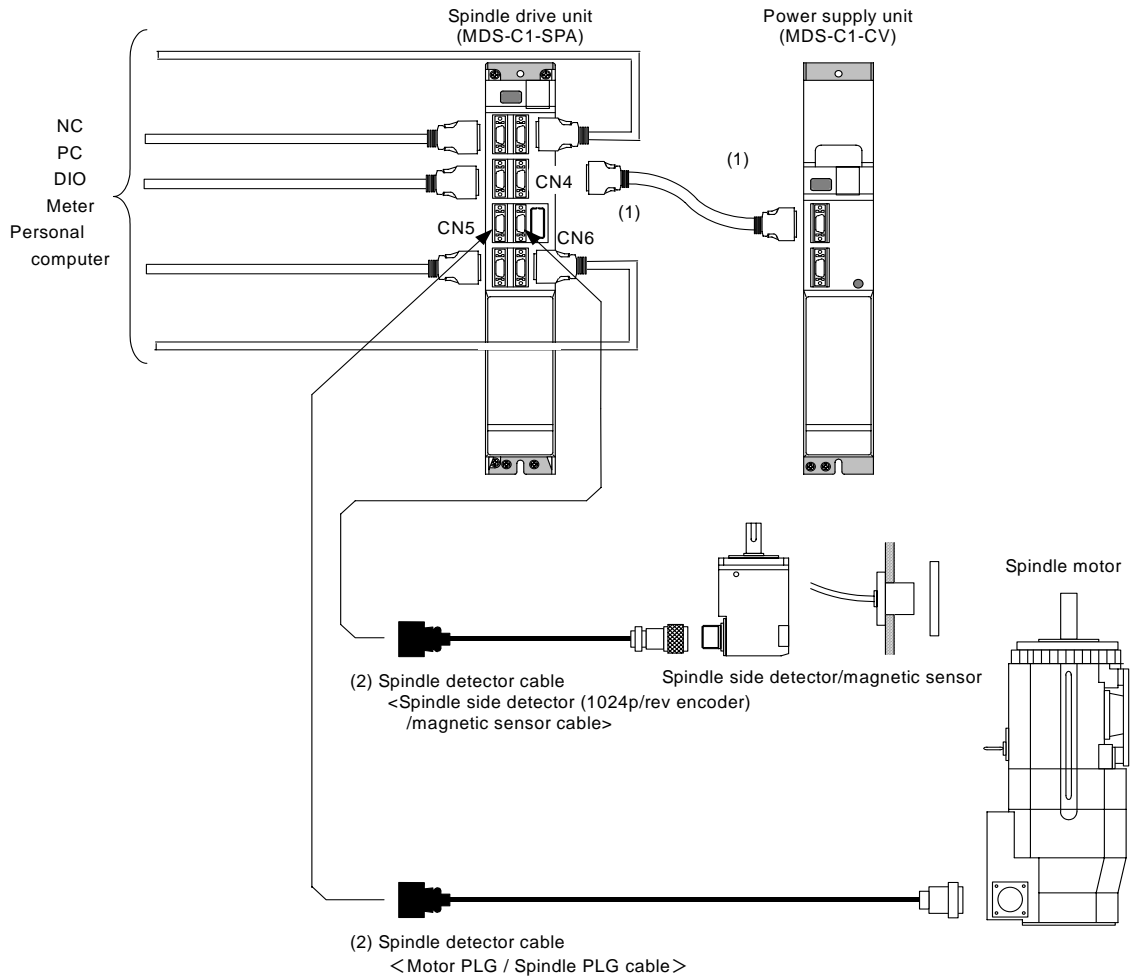 Spindle drive unit
(MDS-C1-SPA)
Power supply unit
(MDS-C1-CV)
NC
PC
DIO
Meter
Personal
computer
CN4
(1)
(1)
CN5
CN6
Spindle motor
Spindle side detector/magnetic sensor
(2) Spindle detector cable
<Spindle side detector (1024p/rev encoder)
/magnetic sensor cable>
(2) Spindle detector cable
＜Motor PLG / Spindle PLG cable＞